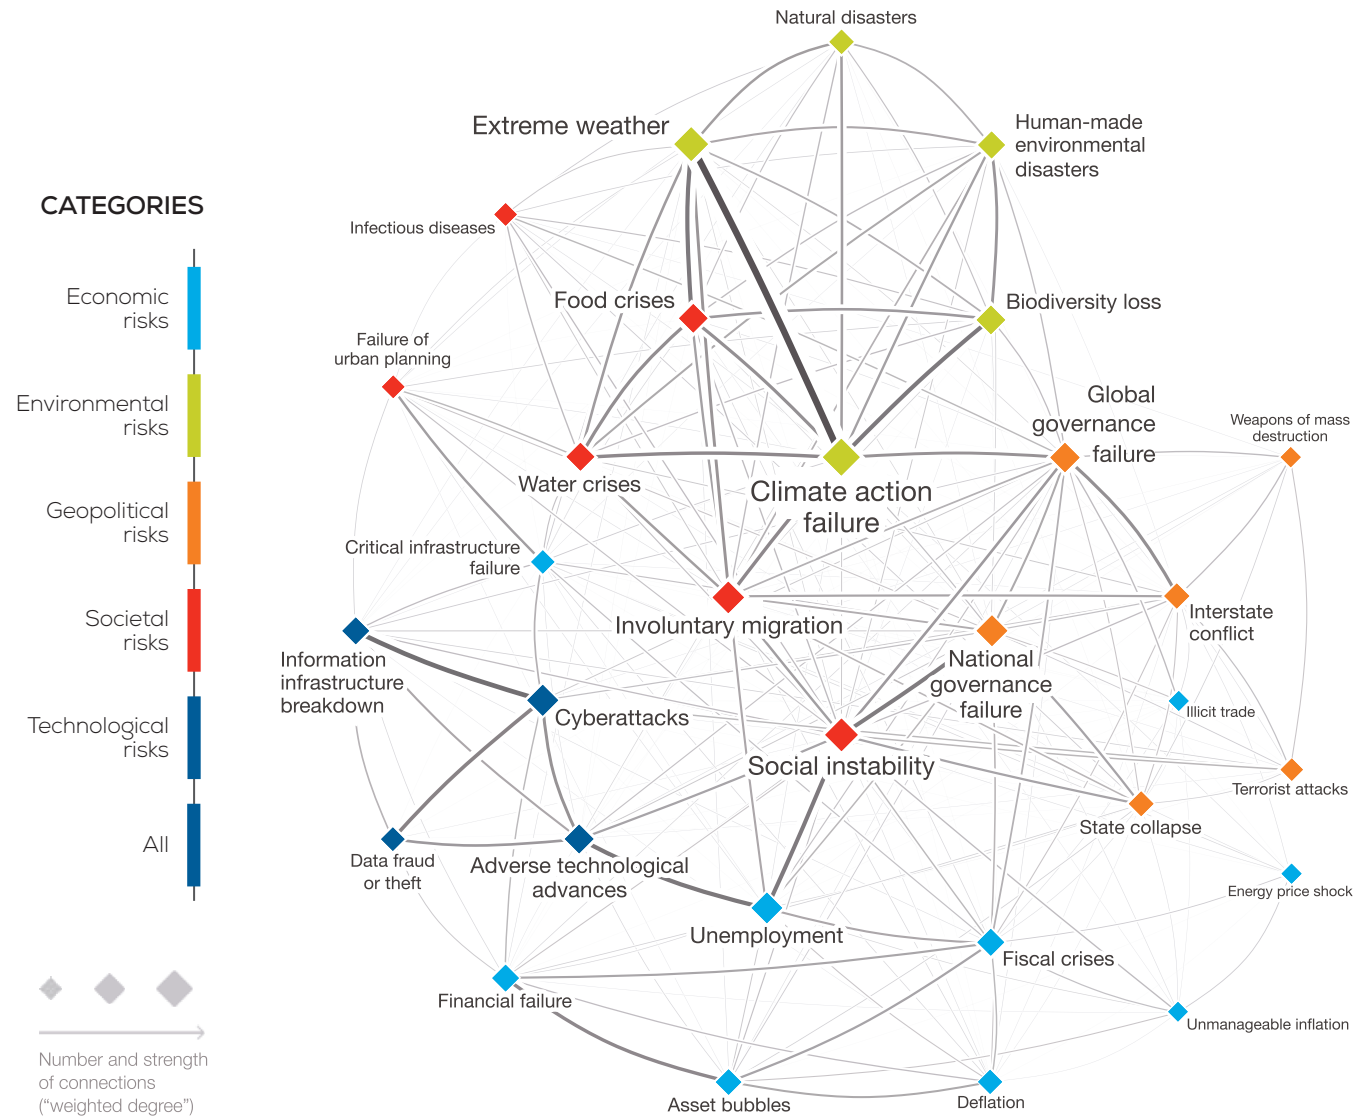 Natural disasters
Extreme weather
Human-made
environmental
disasters
CATEGORIES
Infectious diseases
Economic
risks
Food crises
Biodiversity loss
Failure of
urban planning
Environmental
risks
Global
governance
failure
Weapons of mass
destruction
Water crises
Climate action
failure
Geopolitical
risks
Critical infrastructure
failure
Societal
risks
Involuntary migration
Interstate
conflict
Information
infrastructure
breakdown
National
governance
failure
Cyberattacks
Illicit trade
Technological
risks
Social instability
Terrorist attacks
State collapse
All
Data fraud
or theft
Adverse technological
advances
Energy price shock
Unemployment
Fiscal crises
Financial failure
Unmanageable inflation
Number and strength
of connections
(“weighted degree”)
Asset bubbles
Deflation